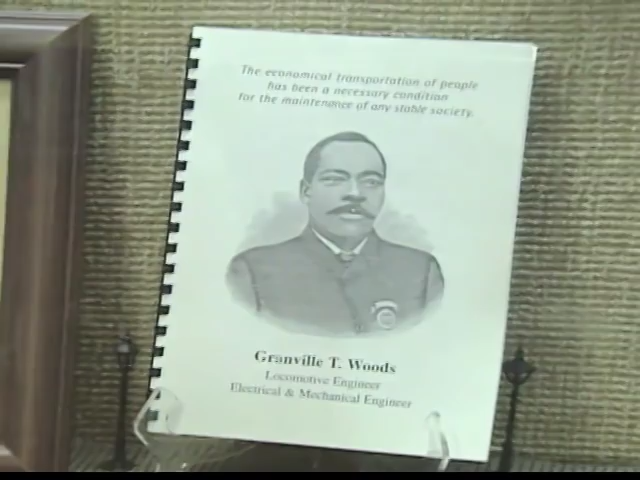 The economical transportation of people
has been a necessary condition
for the maintenance of any stable society.
Granville T. Woods
Locomotive Engineer
Electrical & Mechanical Engineer